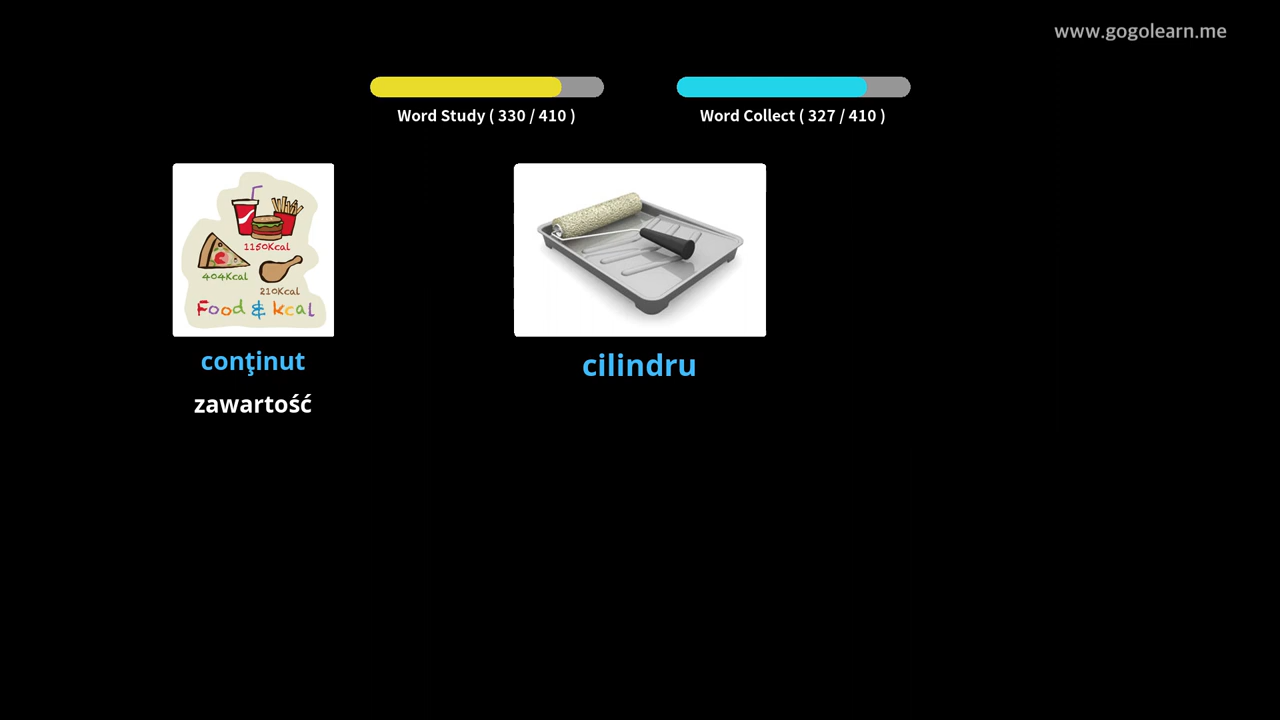 www.gogolearn.me
Word Study ( 330 / 410 )
Word Collect ( 327 / 410 )
1150Kcal
404Kcal
210Kcal
Food & kcal
conţinut
zawartość
cilindru